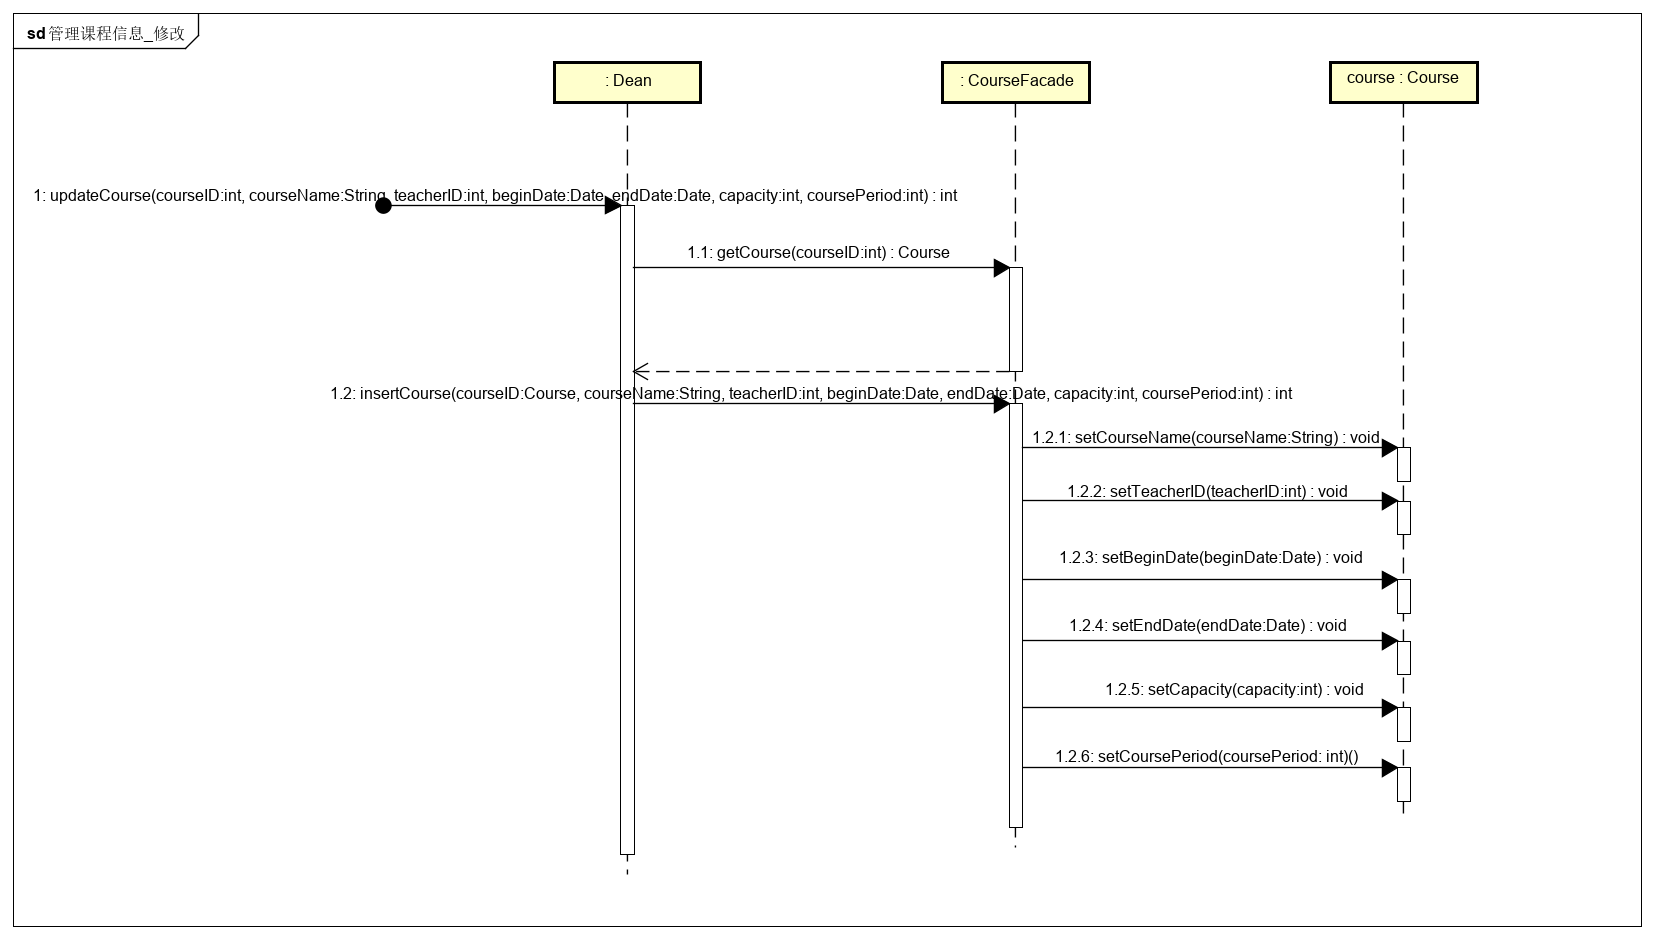 sd 管理课程信息_修改
: Dean
: CourseFacade
course : Course
1: updateCourse(courseID:int, courseName:String, teacherID:int, beginDate:Date, endDate:Date, capacity:int, coursePeriod:int) : int
1.1: getCourse(courseID:int) : Course
1.2: insertCourse(courseID:Course, courseName:String, teacherID:int, beginDate:Date, endDate:Date, capacity:int, coursePeriod:int) : int
1.2.1: setCourseName(courseName:String) : void
1.2.2: setTeacherID(teacherID:int) : void
1.2.3: setBeginDate(beginDate:Date) : void
1.2.4: setEndDate(endDate:Date) : void
1.2.5: setCapacity(capacity:int) : void
1.2.6: setCoursePeriod(coursePeriod: int)()